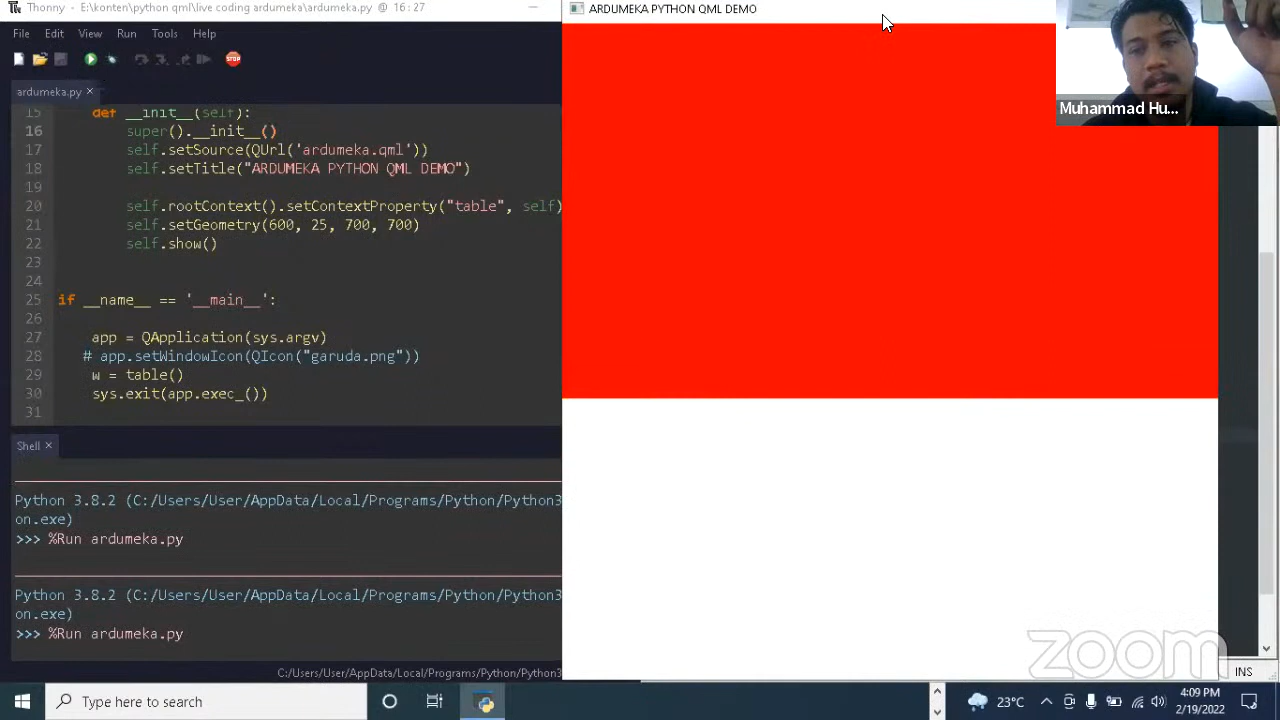 Thonny - E:\konten\python qml\live coding ardumeka\ardumeka.py @ 16:27
File Edit View Run Tools Help
ardumeka.py
15 def __init__(self):
16 super().__init__()
17 self.setSource(QUrl('ardumeka.qml'))
18 self.setTitle("ARDUMEKA PYTHON QML DEMO")
19
20 self.rootContext().setContextProperty("table", self)
21 self.setGeometry(600, 25, 700, 700)
22 self.show()
23
24
25 if __name__ == '__main__':
26
27 app = QApplication(sys.argv)
28 # app.setWindowIcon(QIcon("garuda.png"))
29 w = table()
30 sys.exit(app.exec_())
31
Shell
Python 3.8.2 (C:/Users/User/AppData/Local/Programs/Python/Python3
on.exe)
>>> %Run ardumeka.py
Python 3.8.2 (C:/Users/User/AppData/Local/Programs/Python/Python3
on.exe)
>>> %Run ardumeka.py
C:/Users/User/AppData/Local/Programs/Python/Python3
ARDUMEKA PYTHON QML DEMO
STOP
Muhammad Hu...
zoom
INS
Type here to search
23°C
4:09 PM
2/19/2022